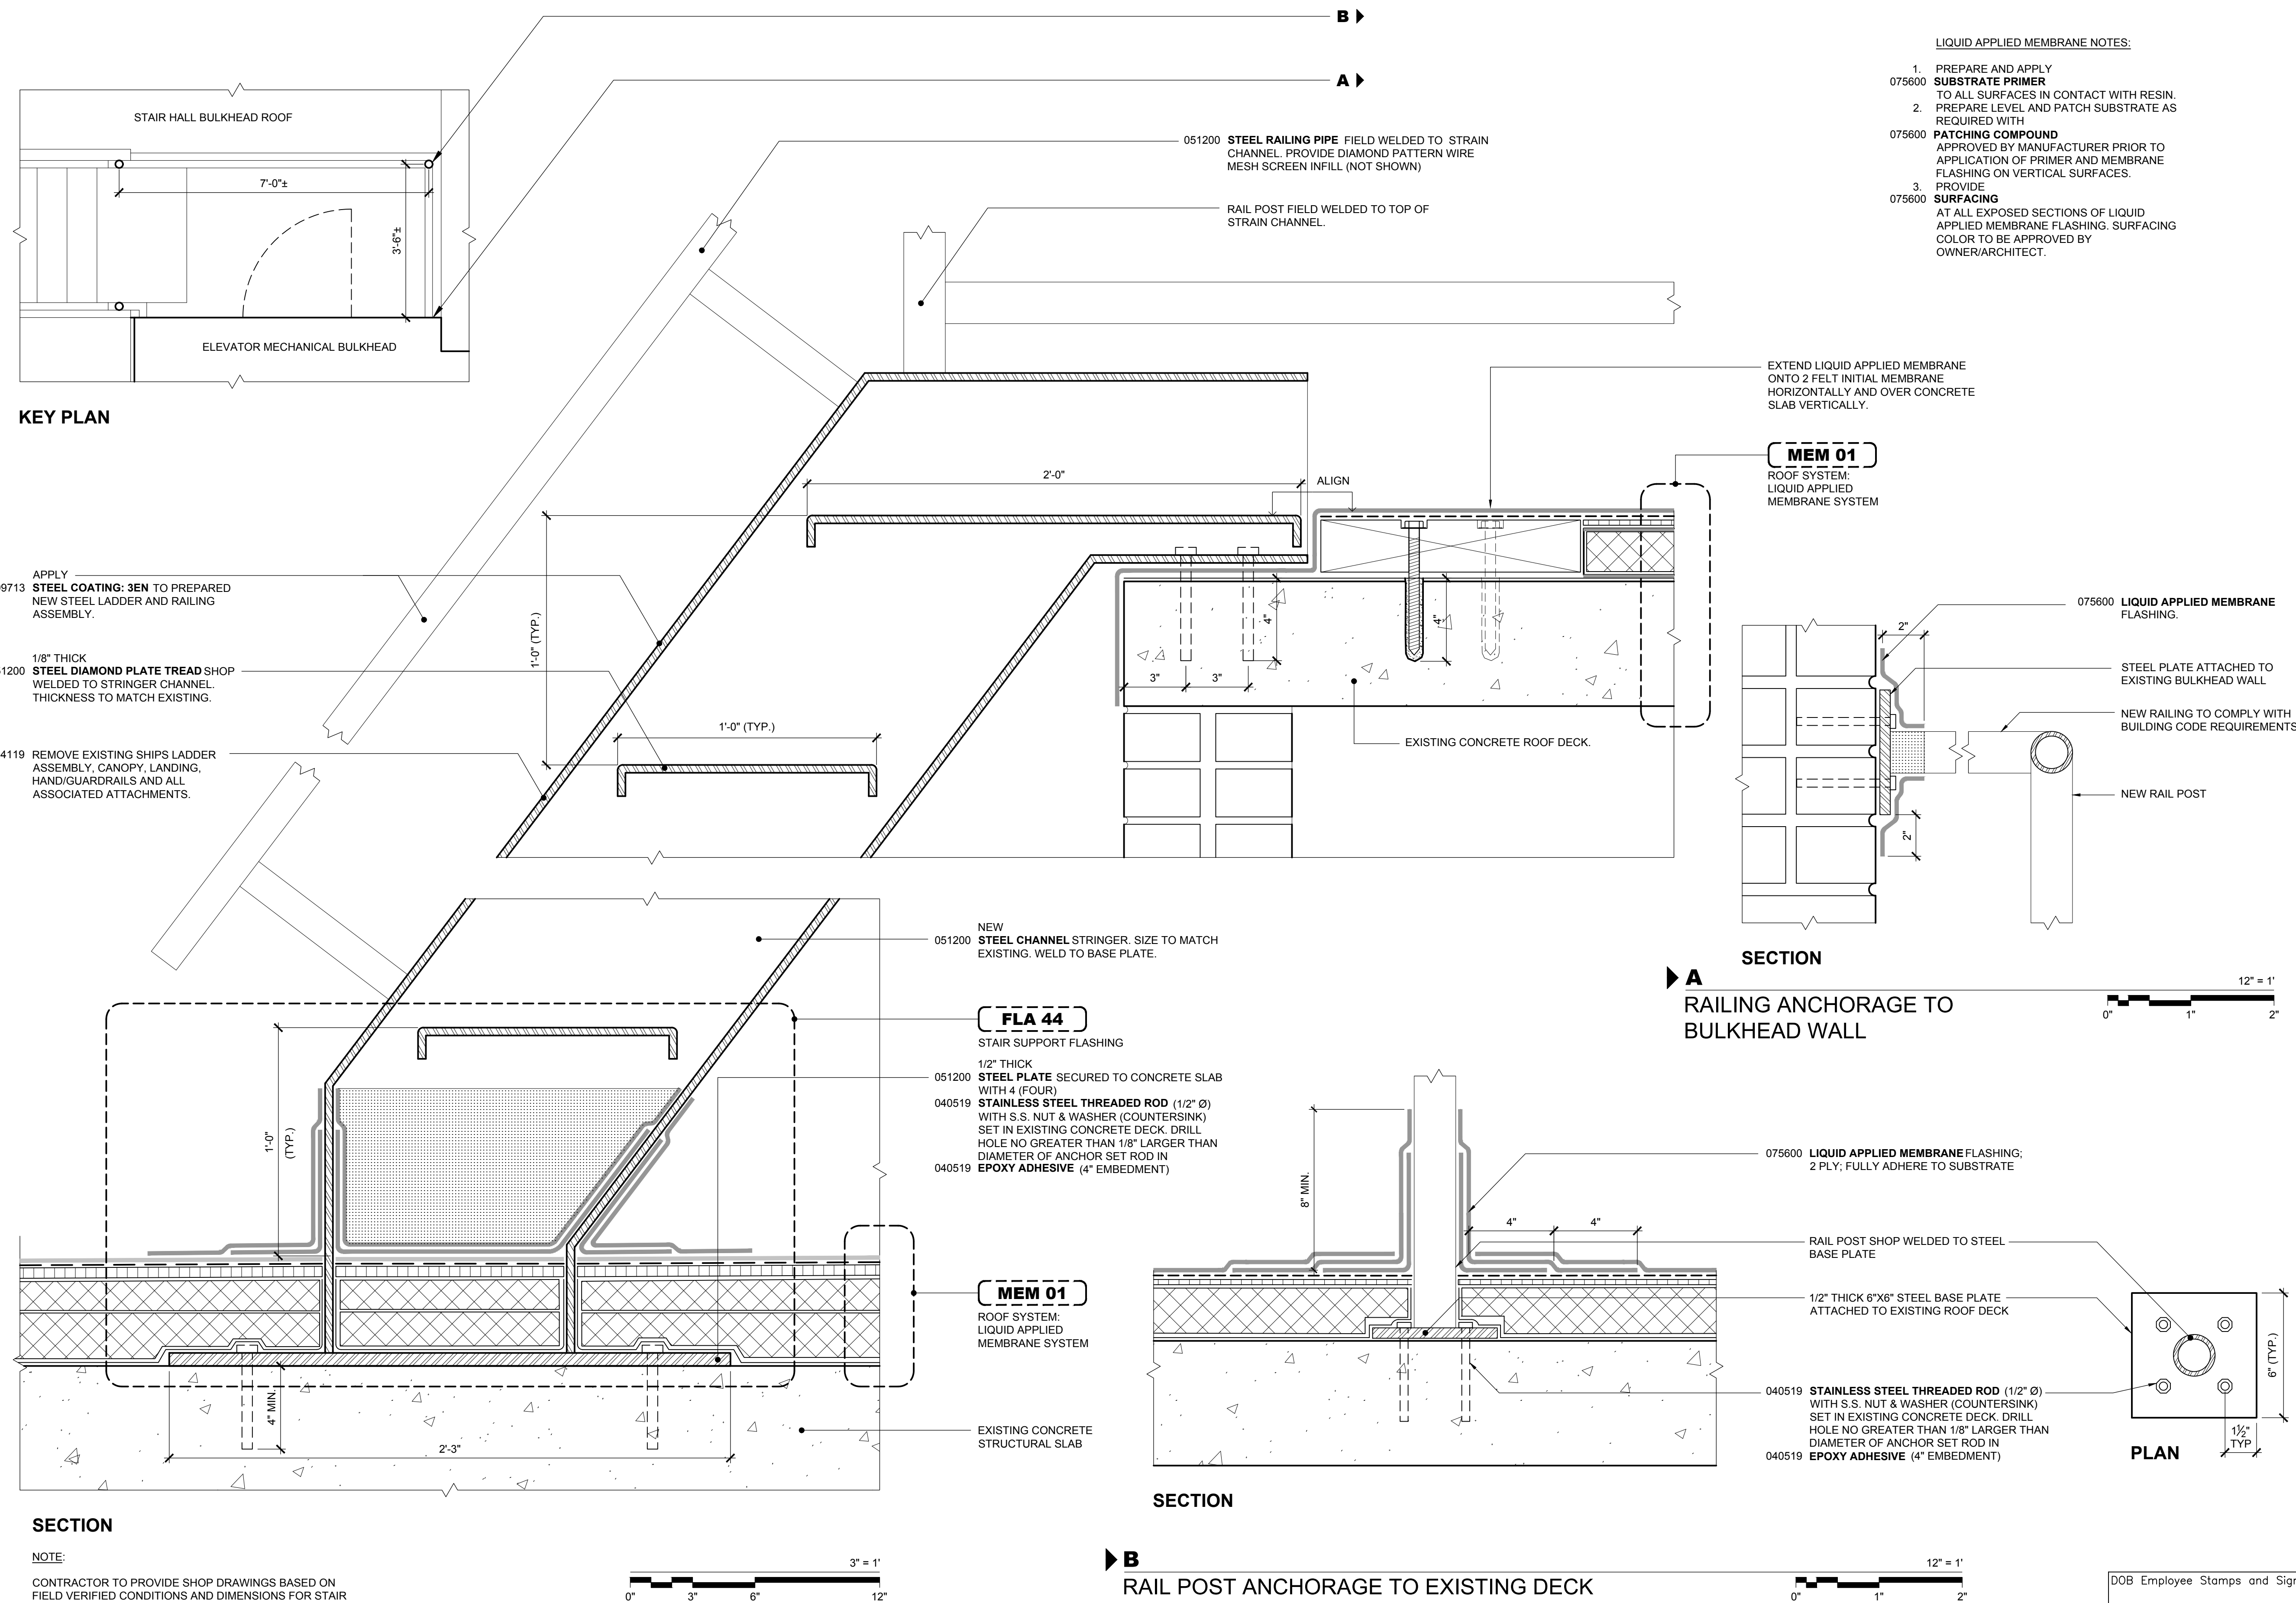 B
A
STAIR HALL BULKHEAD ROOF
7'-0"±
3'-6"±
ELEVATOR MECHANICAL BULKHEAD
KEY PLAN
LIQUID APPLIED MEMBRANE NOTES:
1. PREPARE AND APPLY
075600 SUBSTRATE PRIMER
TO ALL SURFACES IN CONTACT WITH RESIN.
2. PREPARE LEVEL AND PATCH SUBSTRATE AS
REQUIRED WITH
075600 PATCHING COMPOUND
APPROVED BY MANUFACTURER PRIOR TO
APPLICATION OF PRIMER AND MEMBRANE
FLASHING ON VERTICAL SURFACES.
3. PROVIDE
075600 SURFACING
AT ALL EXPOSED SECTIONS OF LIQUID
APPLIED MEMBRANE FLASHING. SURFACING
COLOR TO BE APPROVED BY
OWNER/ARCHITECT.
051200 STEEL RAILING PIPE FIELD WELDED TO STRAIN
CHANNEL. PROVIDE DIAMOND PATTERN WIRE
MESH SCREEN INFILL (NOT SHOWN)
RAIL POST FIELD WELDED TO TOP OF
STRAIN CHANNEL.
EXTEND LIQUID APPLIED MEMBRANE
ONTO 2 FELT INITIAL MEMBRANE
HORIZONTALLY AND OVER CONCRETE
SLAB VERTICALLY.
MEM 01
ROOF SYSTEM:
LIQUID APPLIED
MEMBRANE SYSTEM
2'-0"
ALIGN
1'-0" (TYP.)
1'-0" (TYP.)
4"
4"
3"
3"
EXISTING CONCRETE ROOF DECK.
APPLY
9713 STEEL COATING: 3EN TO PREPARED
NEW STEEL LADDER AND RAILING
ASSEMBLY.
1/8" THICK
1200 STEEL DIAMOND PLATE TREAD SHOP
WELDED TO STRINGER CHANNEL.
THICKNESS TO MATCH EXISTING.
4119 REMOVE EXISTING SHIPS LADDER
ASSEMBLY, CANOPY, LANDING,
HAND/GUARDRAILS AND ALL
ASSOCIATED ATTACHMENTS.
075600 LIQUID APPLIED MEMBRANE
FLASHING.
2"
STEEL PLATE ATTACHED TO
EXISTING BULKHEAD WALL
NEW RAILING TO COMPLY WITH
BUILDING CODE REQUIREMENTS
NEW RAIL POST
2"
SECTION
A
12" = 1'
RAILING ANCHORAGE TO
BULKHEAD WALL
0" 1" 2"
NEW
051200 STEEL CHANNEL STRINGER. SIZE TO MATCH
EXISTING. WELD TO BASE PLATE.
FLA 44
STAIR SUPPORT FLASHING
1/2" THICK
051200 STEEL PLATE SECURED TO CONCRETE SLAB
WITH 4 (FOUR)
040519 STAINLESS STEEL THREADED ROD (1/2" Ø)
WITH S.S. NUT & WASHER (COUNTERSINK)
SET IN EXISTING CONCRETE DECK. DRILL
HOLE NO GREATER THAN 1/8" LARGER THAN
DIAMETER OF ANCHOR SET ROD IN
040519 EPOXY ADHESIVE (4" EMBEDMENT)
1'-0"
(TYP.)
MEM 01
ROOF SYSTEM:
LIQUID APPLIED
MEMBRANE SYSTEM
4" MIN.
2'-3"
EXISTING CONCRETE
STRUCTURAL SLAB
SECTION
NOTE:
CONTRACTOR TO PROVIDE SHOP DRAWINGS BASED ON
FIELD VERIFIED CONDITIONS AND DIMENSIONS FOR STAIR
3" = 1'
0" 3" 6" 12"
8" MIN.
4"
4"
075600 LIQUID APPLIED MEMBRANE FLASHING;
2 PLY; FULLY ADHERE TO SUBSTRATE
RAIL POST SHOP WELDED TO STEEL
BASE PLATE
1/2" THICK 6"X6" STEEL BASE PLATE
ATTACHED TO EXISTING ROOF DECK
040519 STAINLESS STEEL THREADED ROD (1/2" Ø)
WITH S.S. NUT & WASHER (COUNTERSINK)
SET IN EXISTING CONCRETE DECK. DRILL
HOLE NO GREATER THAN 1/8" LARGER THAN
DIAMETER OF ANCHOR SET ROD IN
040519 EPOXY ADHESIVE (4" EMBEDMENT)
6" (TYP.)
1½"
TYP
PLAN
SECTION
B
12" = 1'
RAIL POST ANCHORAGE TO EXISTING DECK
0" 1" 2"
DOB Employee Stamps and Sign